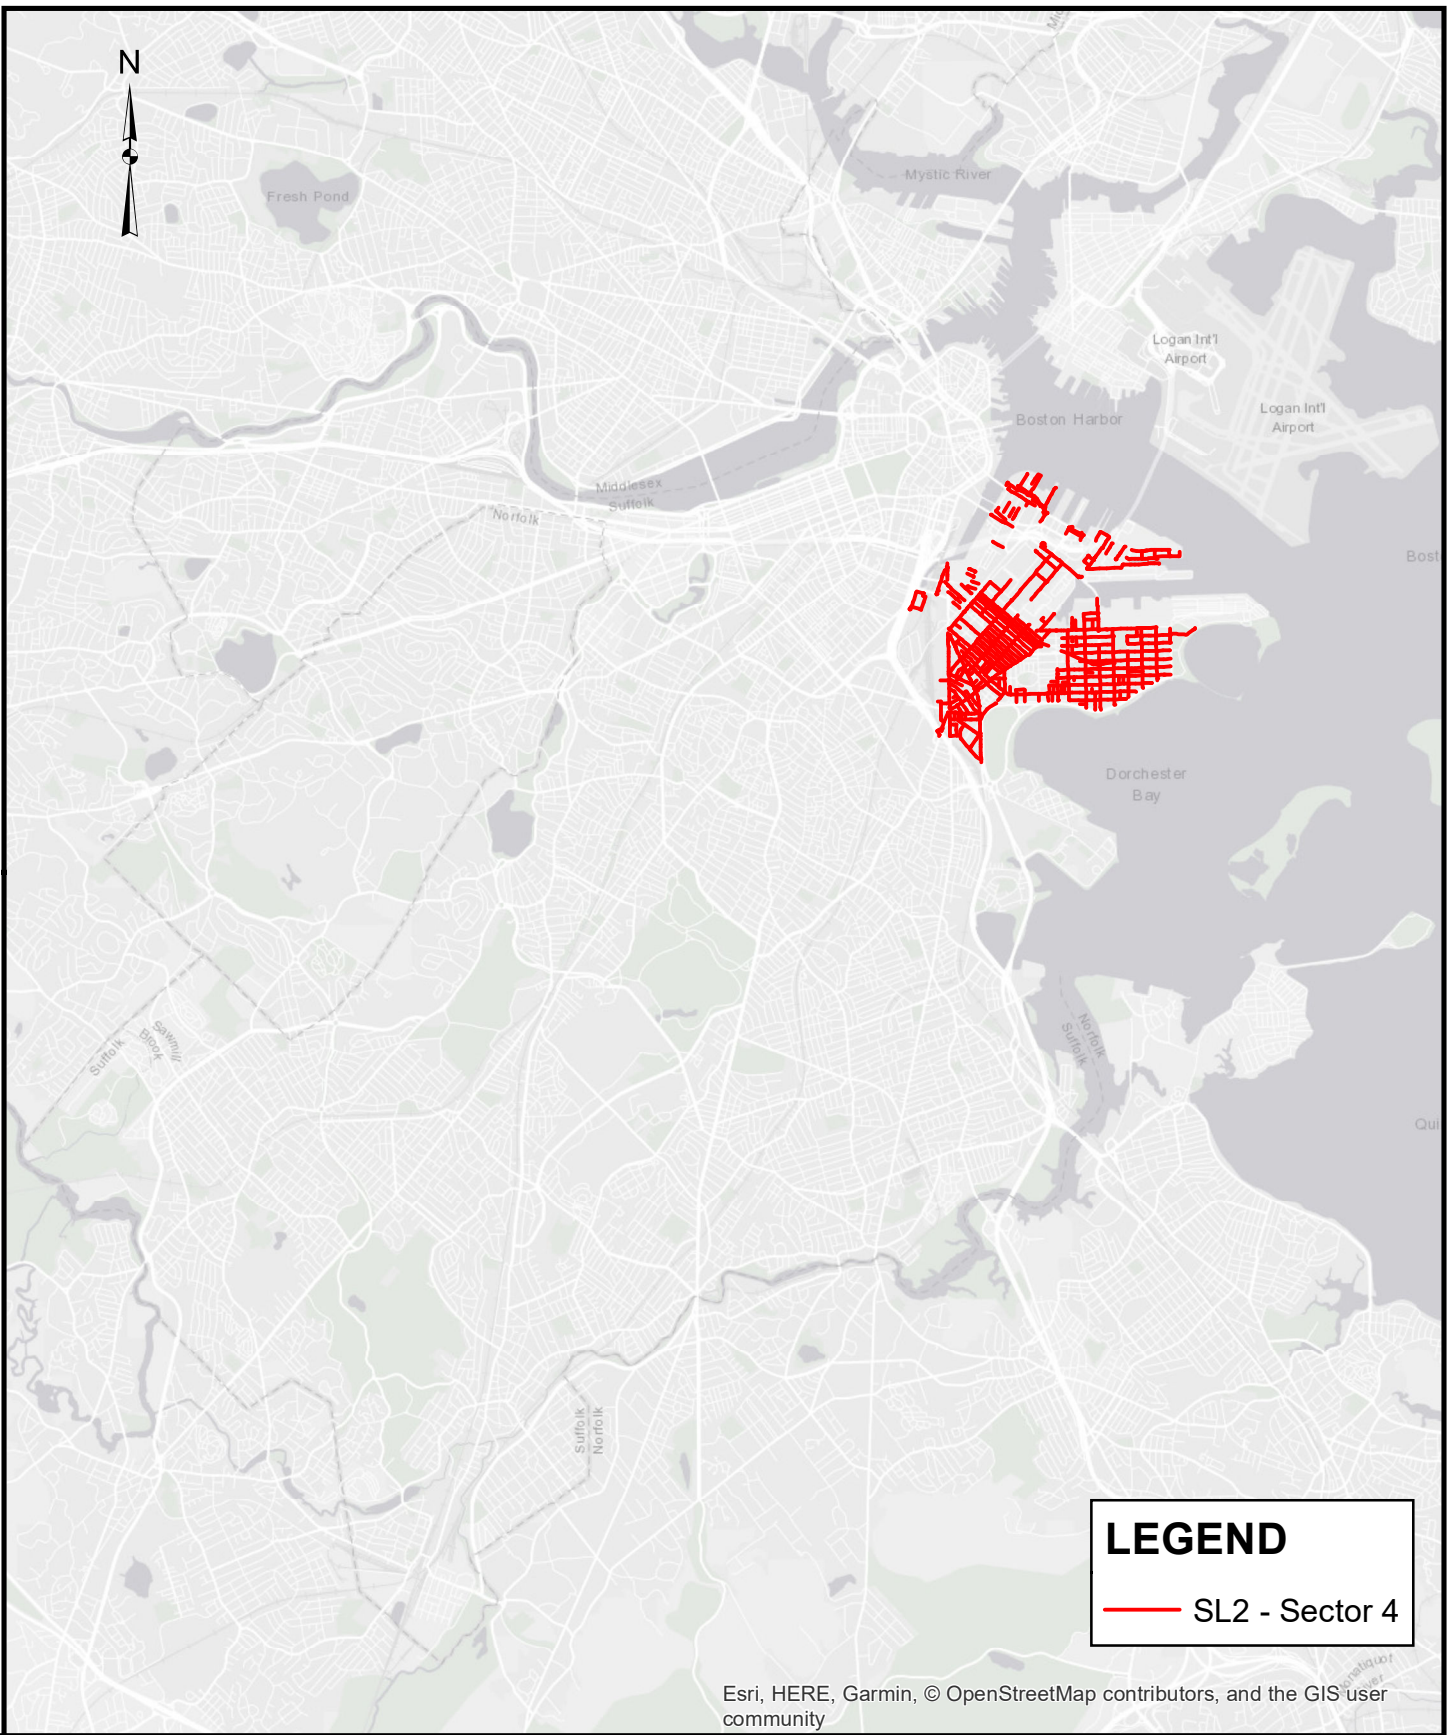 N
Mystic River
Fresh Pond
Logan Int'l
Airport
Logan Int'l
Airport
Boston Harbor
Middlesex
Suffolk
Norfolk
Bost
Dorchester
Bay
Norfolk
Suffolk
Sawmill
Brook
Suffolk
Qui
Suffolk
Norfolk
LEGEND
SL2 - Sector 4
River
Esri, HERE, Garmin, © OpenStreetMap contributors, and the GIS user
community